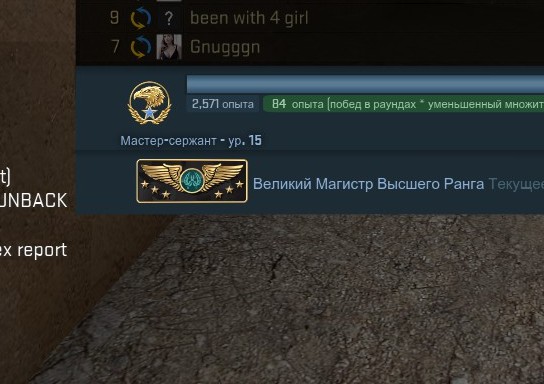 9 ? been with 4 girl
7 Gnugggn
2,571 опыта 84 опыта (побед в раундах * уменьшенный множит
Мастер-сержант - ур. 15
t)
UNBACK
Великий Магистр Высшего Ранга Текущее
ex report